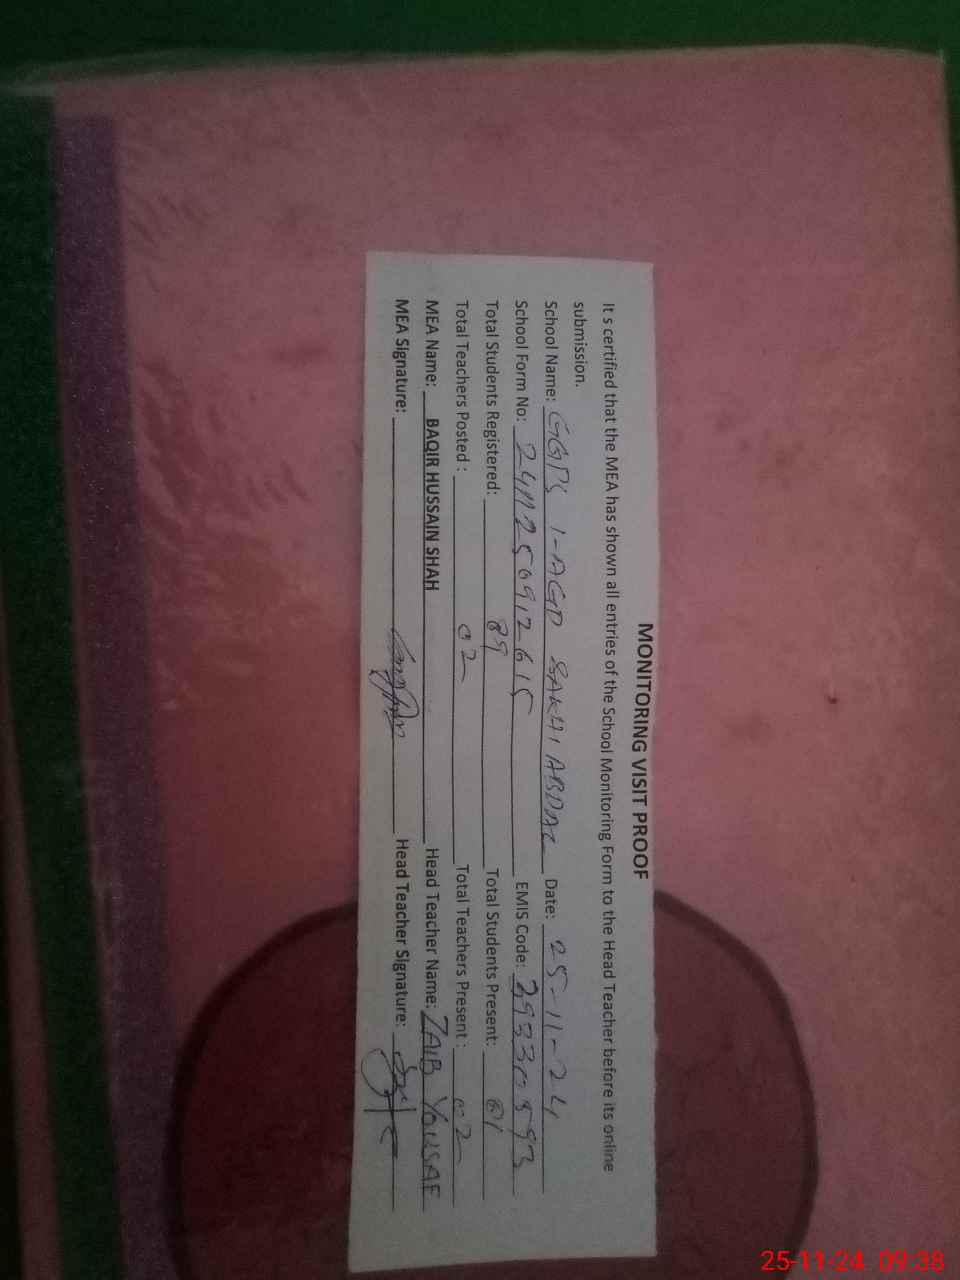 MONITORING VISIT PROOF
It s certified that the MEA has shown all entries of the School Monitoring Form to the Head Teacher before its online
submission.
School Name: GGPS 1-AGD SAKHI ABDAL Date: 25-11-24
School Form No: 2411250912615 EMIS Code:
Total Students Registered: 89 Total Students Present: 81
Total Teachers Posted : 02 Total Teachers Present : 02
MEA Name: BAQIR HUSSAIN SHAH Head Teacher Name: ZAIB YOUSAF
MEA Signature: Head Teacher Signature:
25-11-24 09:38